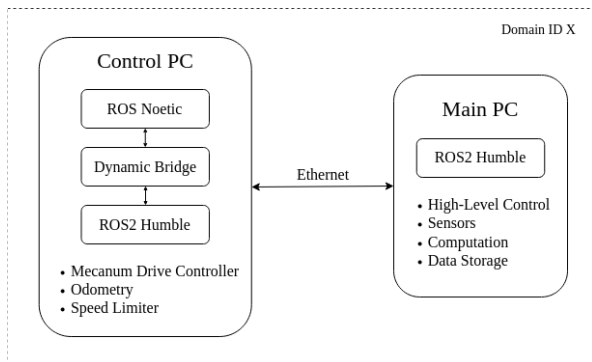 Domain ID X
Control PC
ROS Noetic
Dynamic Bridge
ROS2 Humble
• Mecanum Drive Controller
• Odometry
• Speed Limiter
Ethernet
Main PC
ROS2 Humble
• High-Level Control
• Sensors
• Computation
• Data Storage